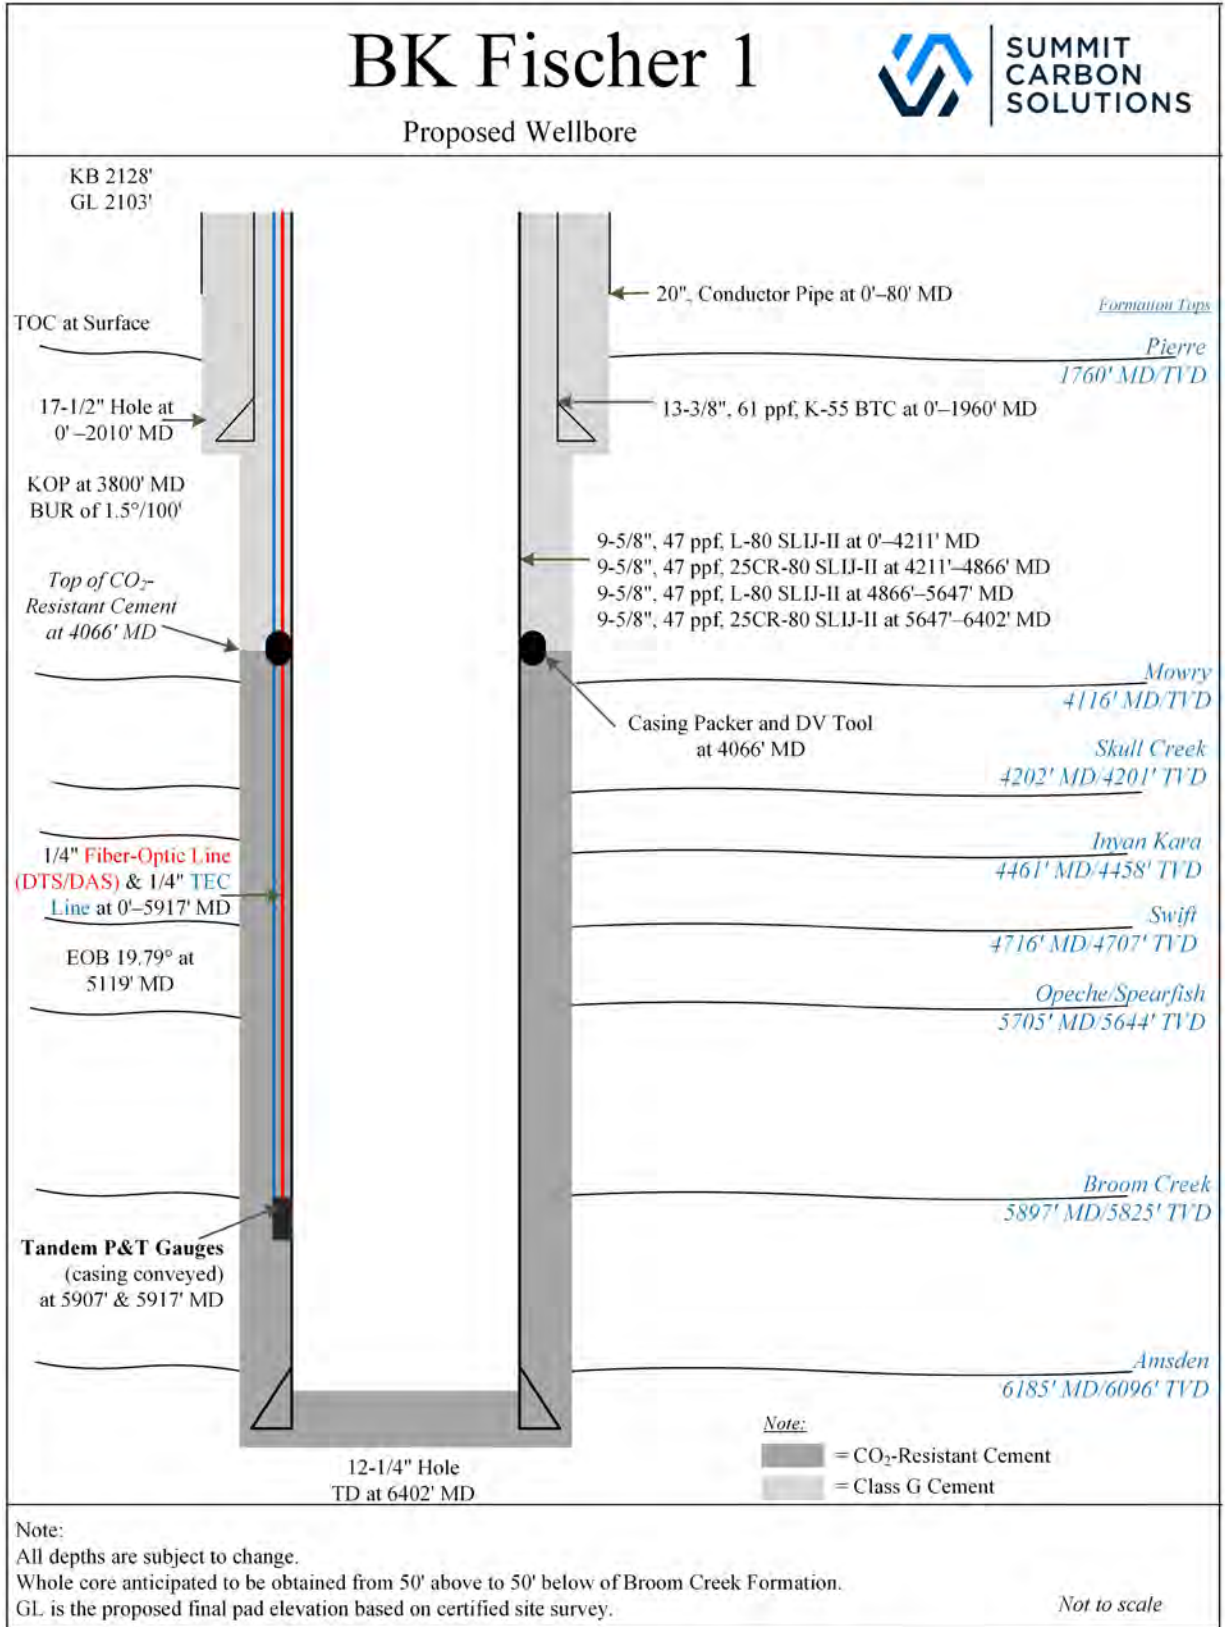 BK Fischer 1
Proposed Wellbore
SUMMIT
CARBON
SOLUTIONS
KB 2128'
GL 2103'
20", Conductor Pipe at 0'–80' MD
Formation Tops
TOC at Surface
Pierre
1760' MD/TVD
17-1/2" Hole at
0' –2010' MD
13-3/8", 61 ppf, K-55 BTC at 0'–1960' MD
KOP at 3800' MD
BUR of 1.5°/100'
9-5/8", 47 ppf, L-80 SLIJ-II at 0'–4211' MD
9-5/8", 47 ppf, 25CR-80 SLIJ-II at 4211'–4866' MD
9-5/8", 47 ppf, L-80 SLIJ-II at 4866'–5647' MD
9-5/8", 47 ppf, 25CR-80 SLIJ-II at 5647'–6402' MD
Top of CO₂-
Resistant Cement
at 4066' MD
Mowry
4116' MD/TVD
Casing Packer and DV Tool
at 4066' MD
Skull Creek
4202' MD/4201' TVD
Inyan Kara
4461' MD/4458' TVD
1/4" Fiber-Optic Line
(DTS/DAS) & 1/4" TEC
Line at 0'–5917' MD
Swift
4716' MD/4707' TVD
EOB 19.79° at
5119' MD
Opeche/Spearfish
5705' MD/5644' TVD
Broom Creek
5897' MD/5825' TVD
Tandem P&T Gauges
(casing conveyed)
at 5907' & 5917' MD
Amsden
6185' MD/6096' TVD
Note:
= CO₂-Resistant Cement
= Class G Cement
12-1/4" Hole
TD at 6402' MD
Note:
All depths are subject to change.
Whole core anticipated to be obtained from 50' above to 50' below of Broom Creek Formation.
GL is the proposed final pad elevation based on certified site survey.
Not to scale